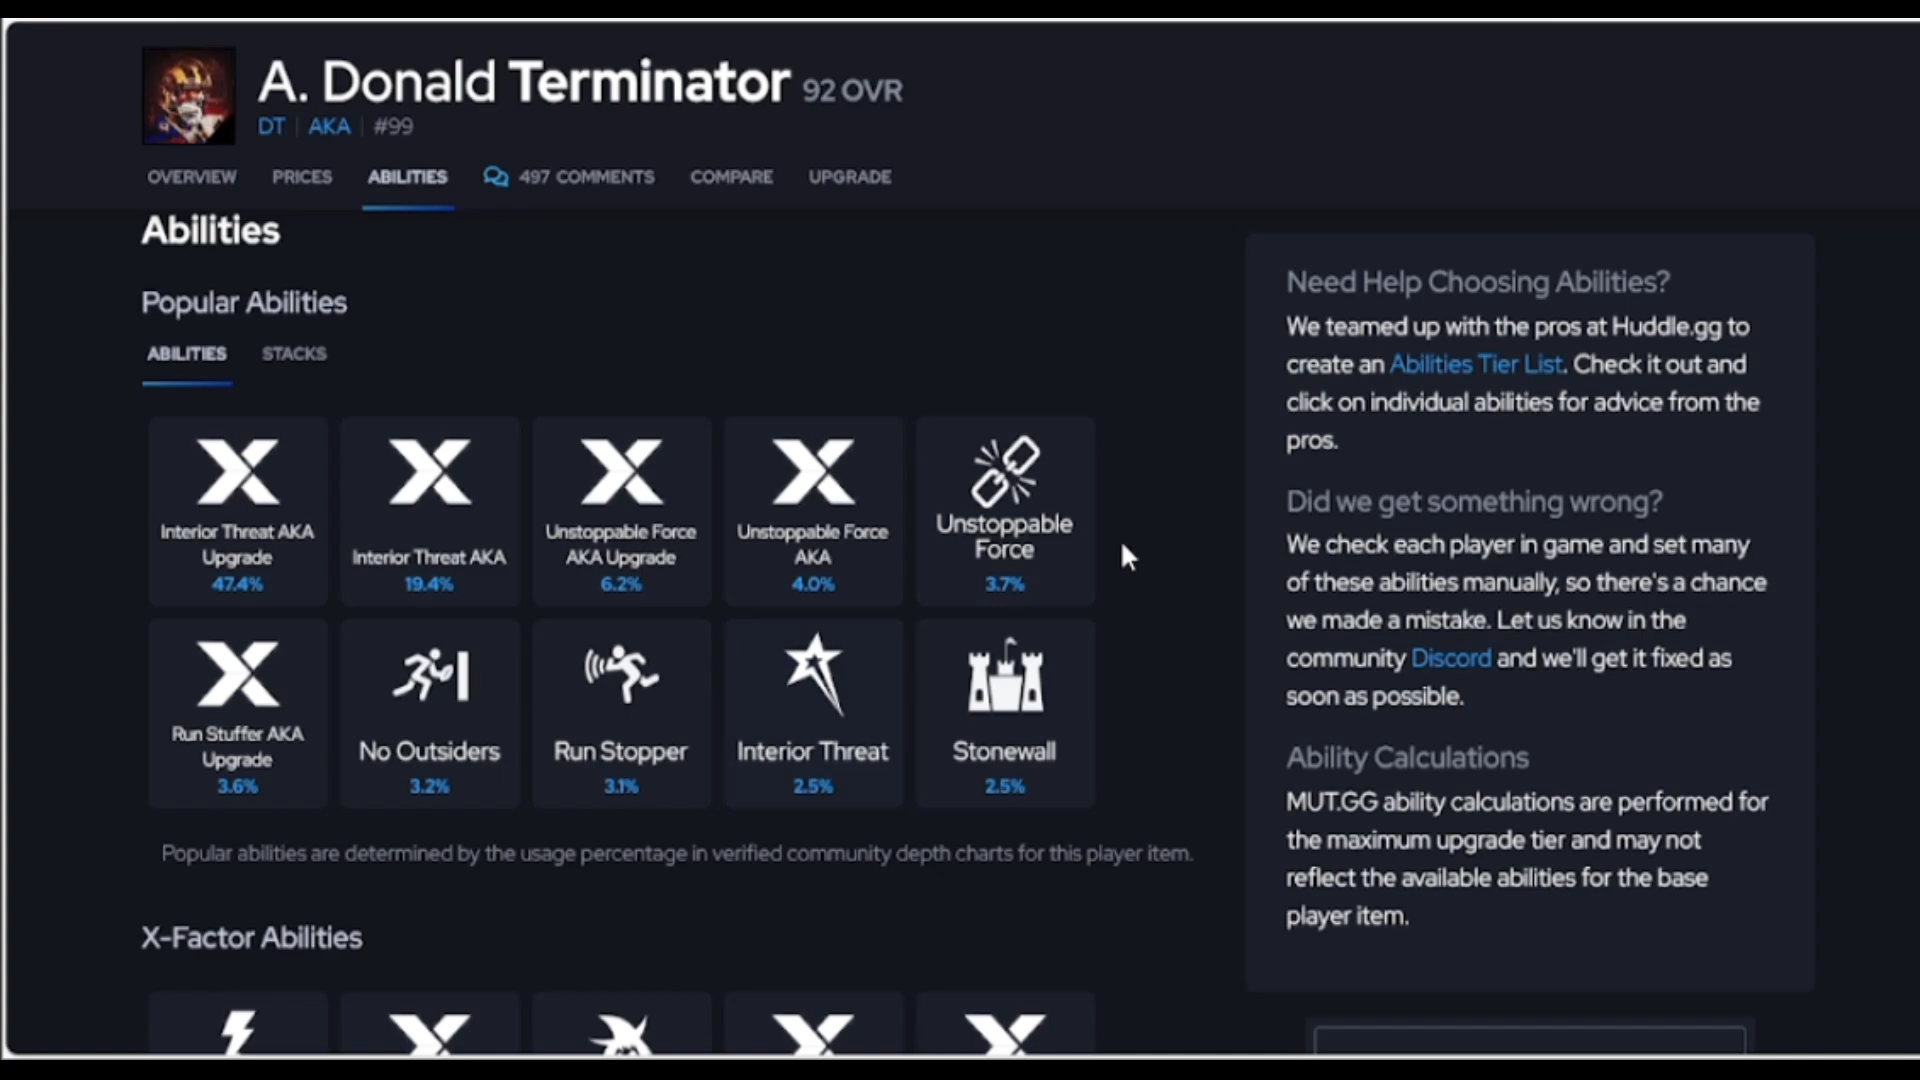 A. Donald Terminator 92 OVR
DT AKA #99
OVERVIEW PRICES ABILITIES 497 COMMENTS COMPARE UPGRADE
Abilities
Popular Abilities
ABILITIES STACKS
Interior Threat AKA
Upgrade
47.4%
Interior Threat AKA
19.4%
Unstoppable Force
AKA Upgrade
6.2%
Unstoppable Force
AKA
4.0%
Unstoppable
Force
3.7%
Run Stuffer AKA
Upgrade
3.6%
No Outsiders
3.2%
Run Stopper
3.1%
Interior Threat
2.5%
Stonewall
2.5%
Popular abilities are determined by the usage percentage in verified community depth charts for this player item.
X-Factor Abilities
Need Help Choosing Abilities?
We teamed up with the pros at Huddle.gg to
create an Abilities Tier List. Check it out and
click on individual abilities for advice from the
pros.
Did we get something wrong?
We check each player in game and set many
of these abilities manually, so there's a chance
we made a mistake. Let us know in the
community Discord and we'll get it fixed as
soon as possible.
Ability Calculations
MUT.GG ability calculations are performed for
the maximum upgrade tier and may not
reflect the available abilities for the base
player item.